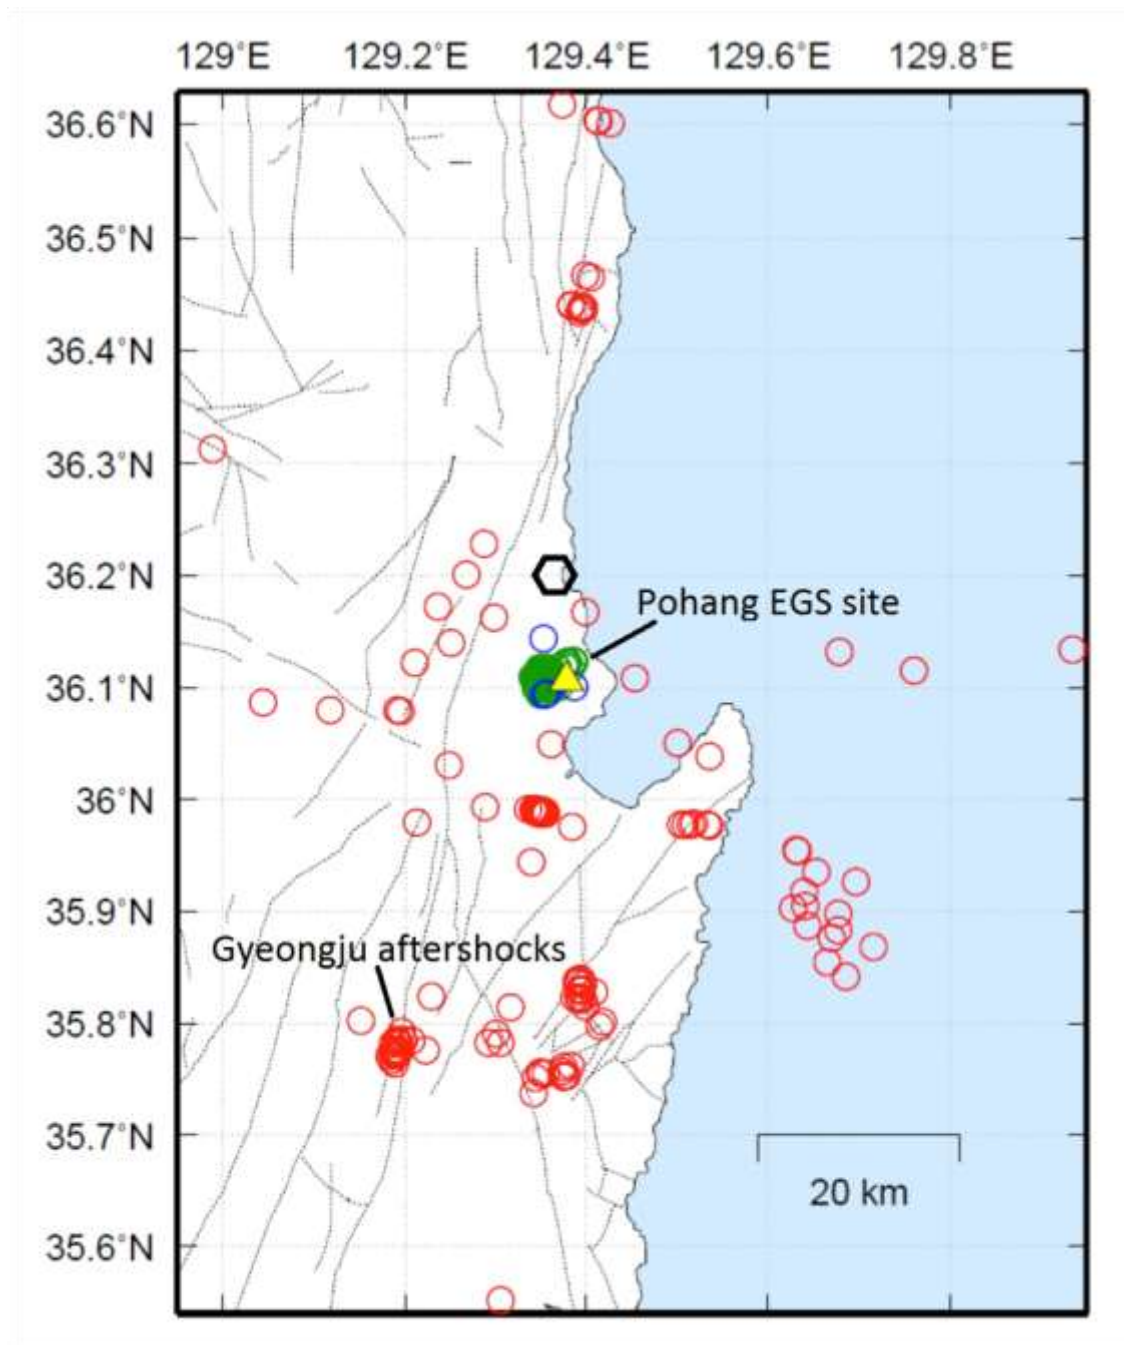 129˚E 129.2˚E 129.4˚E 129.6˚E 129.8˚E
36.6˚N
36.5˚N
36.4˚N
36.3˚N
36.2˚N
Pohang EGS site
36.1˚N
36˚N
35.9˚N
Gyeongju aftershocks
35.8˚N
35.7˚N
20 km
35.6˚N